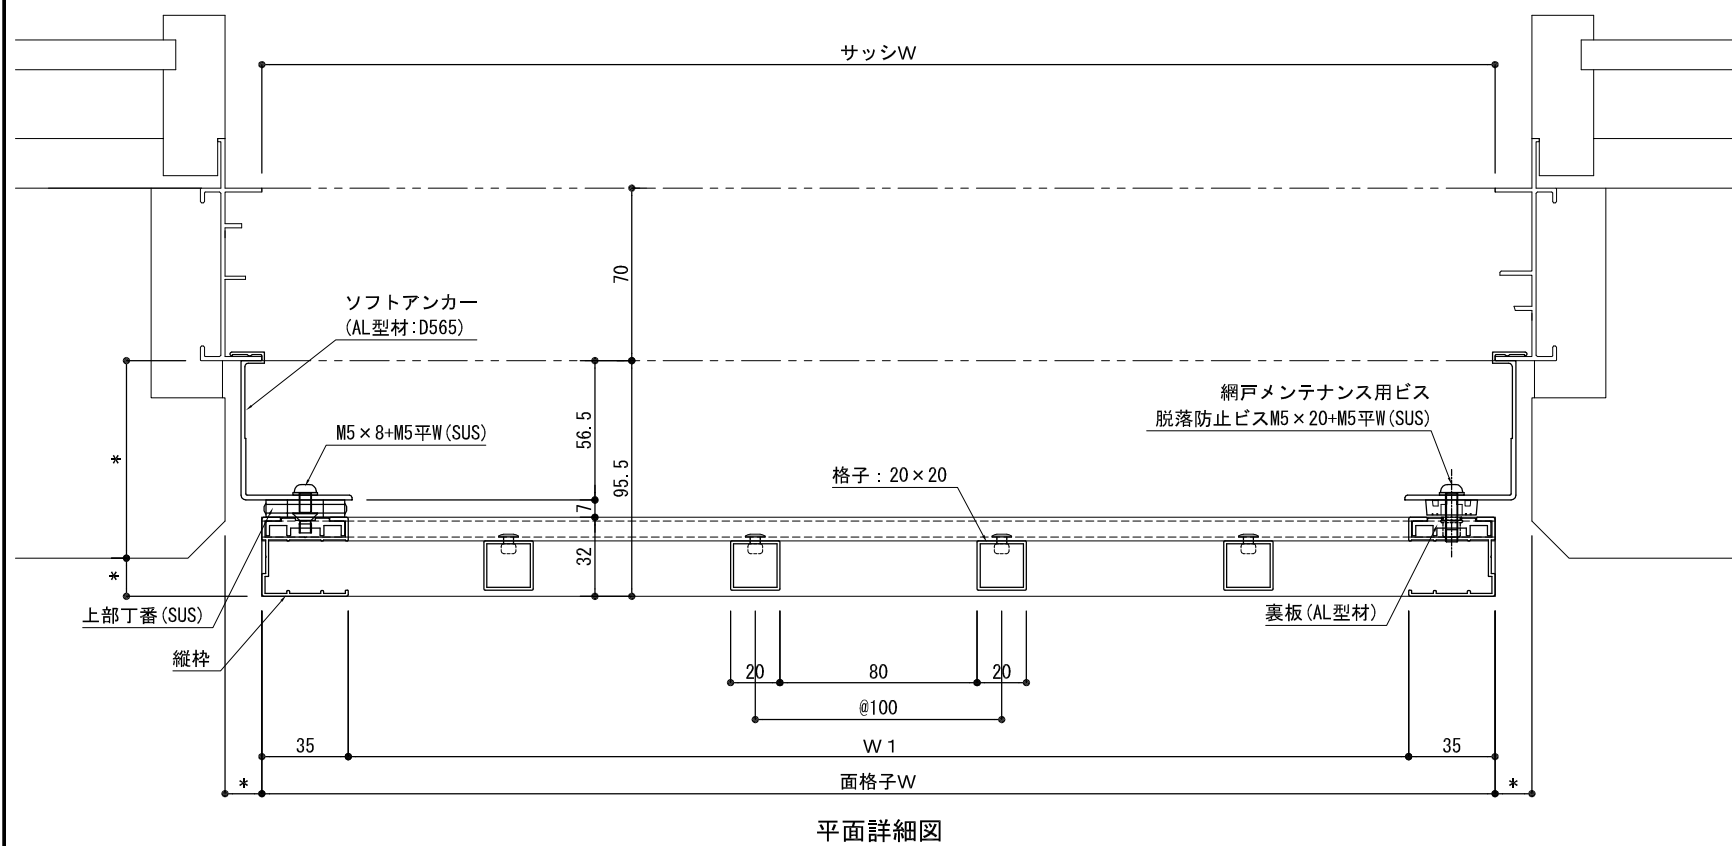 サッシW
70
ソフトアンカー
(AL型材:D565)
網戸メンテナンス用ビス
脱落防止ビスM5×20+M5平W(SUS)
M5×8+M5平W(SUS)
56.5
*
95.5
格子:20×20
7
32
*
上部丁番(SUS)
裏板(AL型材)
縦枠
20
80
20
@100
35
W1
35
*
面格子W
*
平面詳細図